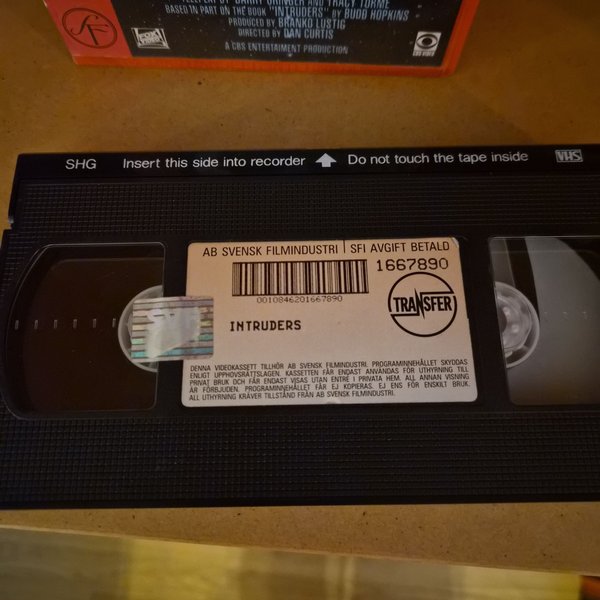 TELEPLAY BY BARRY ORINGER AND TRACY TORMÉ
BASED IN PART ON THE BOOK "INTRUDERS" BY BUDD HOPKINS
PRODUCED BY BRANKO LUSTIG
DIRECTED BY DAN CURTIS
A CBS ENTERTAIMENT PRODUCTION
SF
FOX
CBS
SHG Insert this side into recorder Do not touch the tape inside VHS
AB SVENSK FILMINDUSTRI SFI AVGIFT BETALD
1667890
0010846201667890
TRANSFER
INTRUDERS
DENNA VIDEOKASSETT TILLHÖR AB SVENSK FILMINDUSTRI. PROGRAMINNEHÅLLET SKYDDAS
ENLIGT UPPHOVSRÄTTSLAGEN. KASSETTEN FÅR ENDAST ANVÄNDAS FÖR UTHYRNING TILL
PRIVAT BRUK OCH FÅR ENDAST VISAS UTAN ENTRE I PRIVATA HEM. ALL ANNAN VISNING
ÄR FÖRBJUDEN. PROGRAMINNEHÅLLET FÅR EJ KOPIERAS. EJ ENS FÖR ENSKILT BRUK.
ALL UTHYRNING KRÄVER TILLSTÅND FRÅN AB SVENSK FILMINDUSTRI.